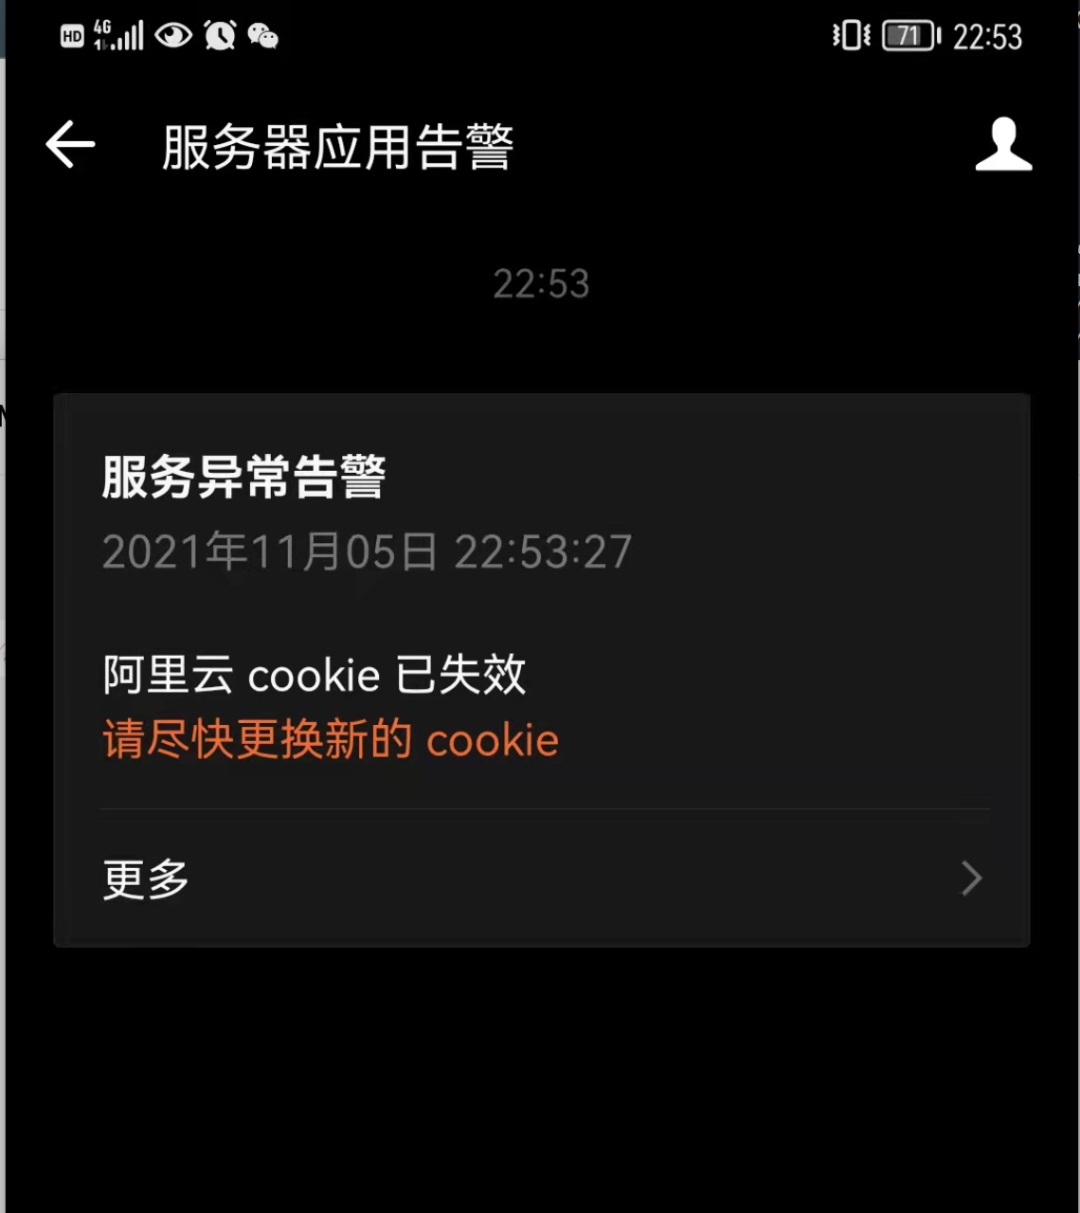 HD 4G 71 22:53
服务器应用告警
22:53
服务异常告警
2021年11月05日 22:53:27
阿里云 cookie 已失效
请尽快更换新的 cookie
更多